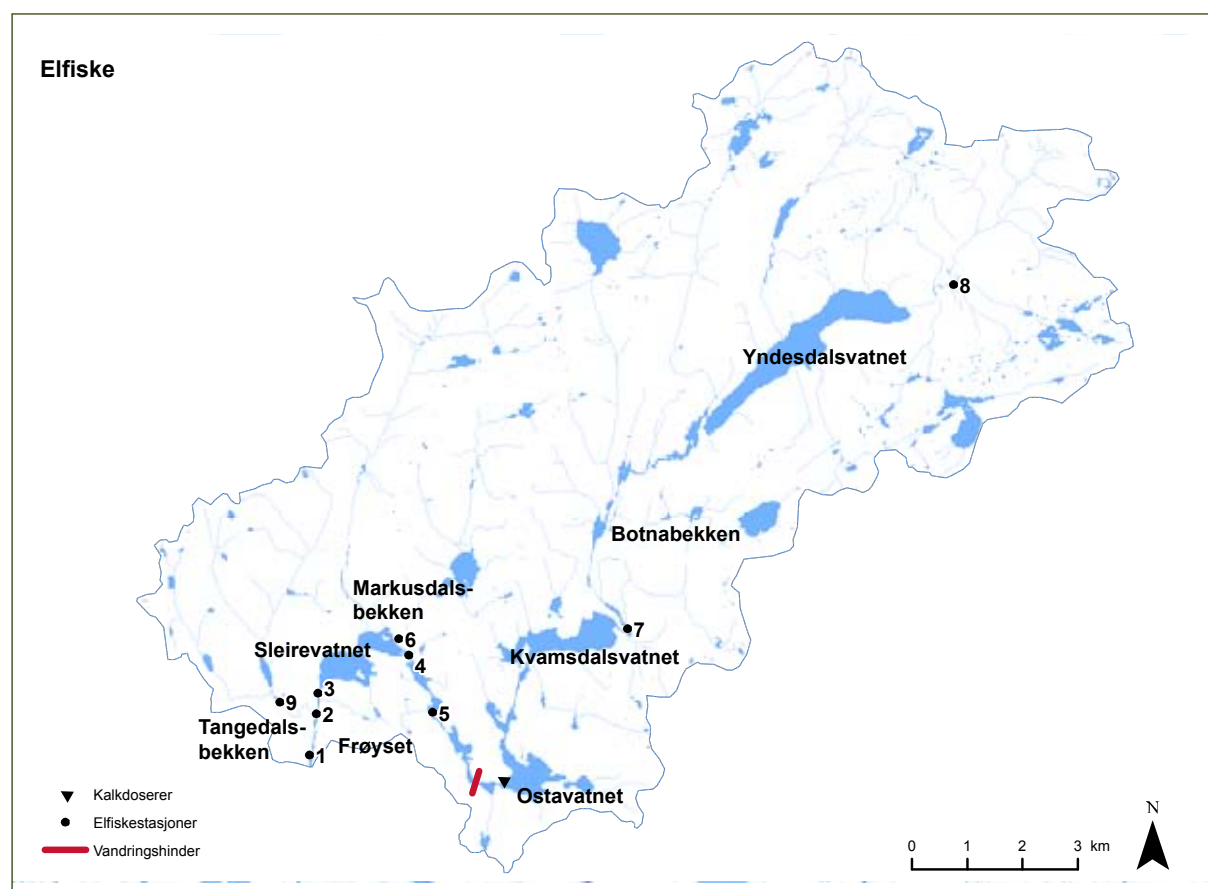 Elfiske
8
Yndesdalsvatnet
Botnabekken
Markusdals-
bekken
6
7
Sleirevatnet
4
Kvamsdalsvatnet
3
9
2
5
Tangedals-
bekken
Frøyset
1
Ostavatnet
Kalkdoserer
Elfiskestasjoner
Vandringshinder
N
0 1 2 3 km